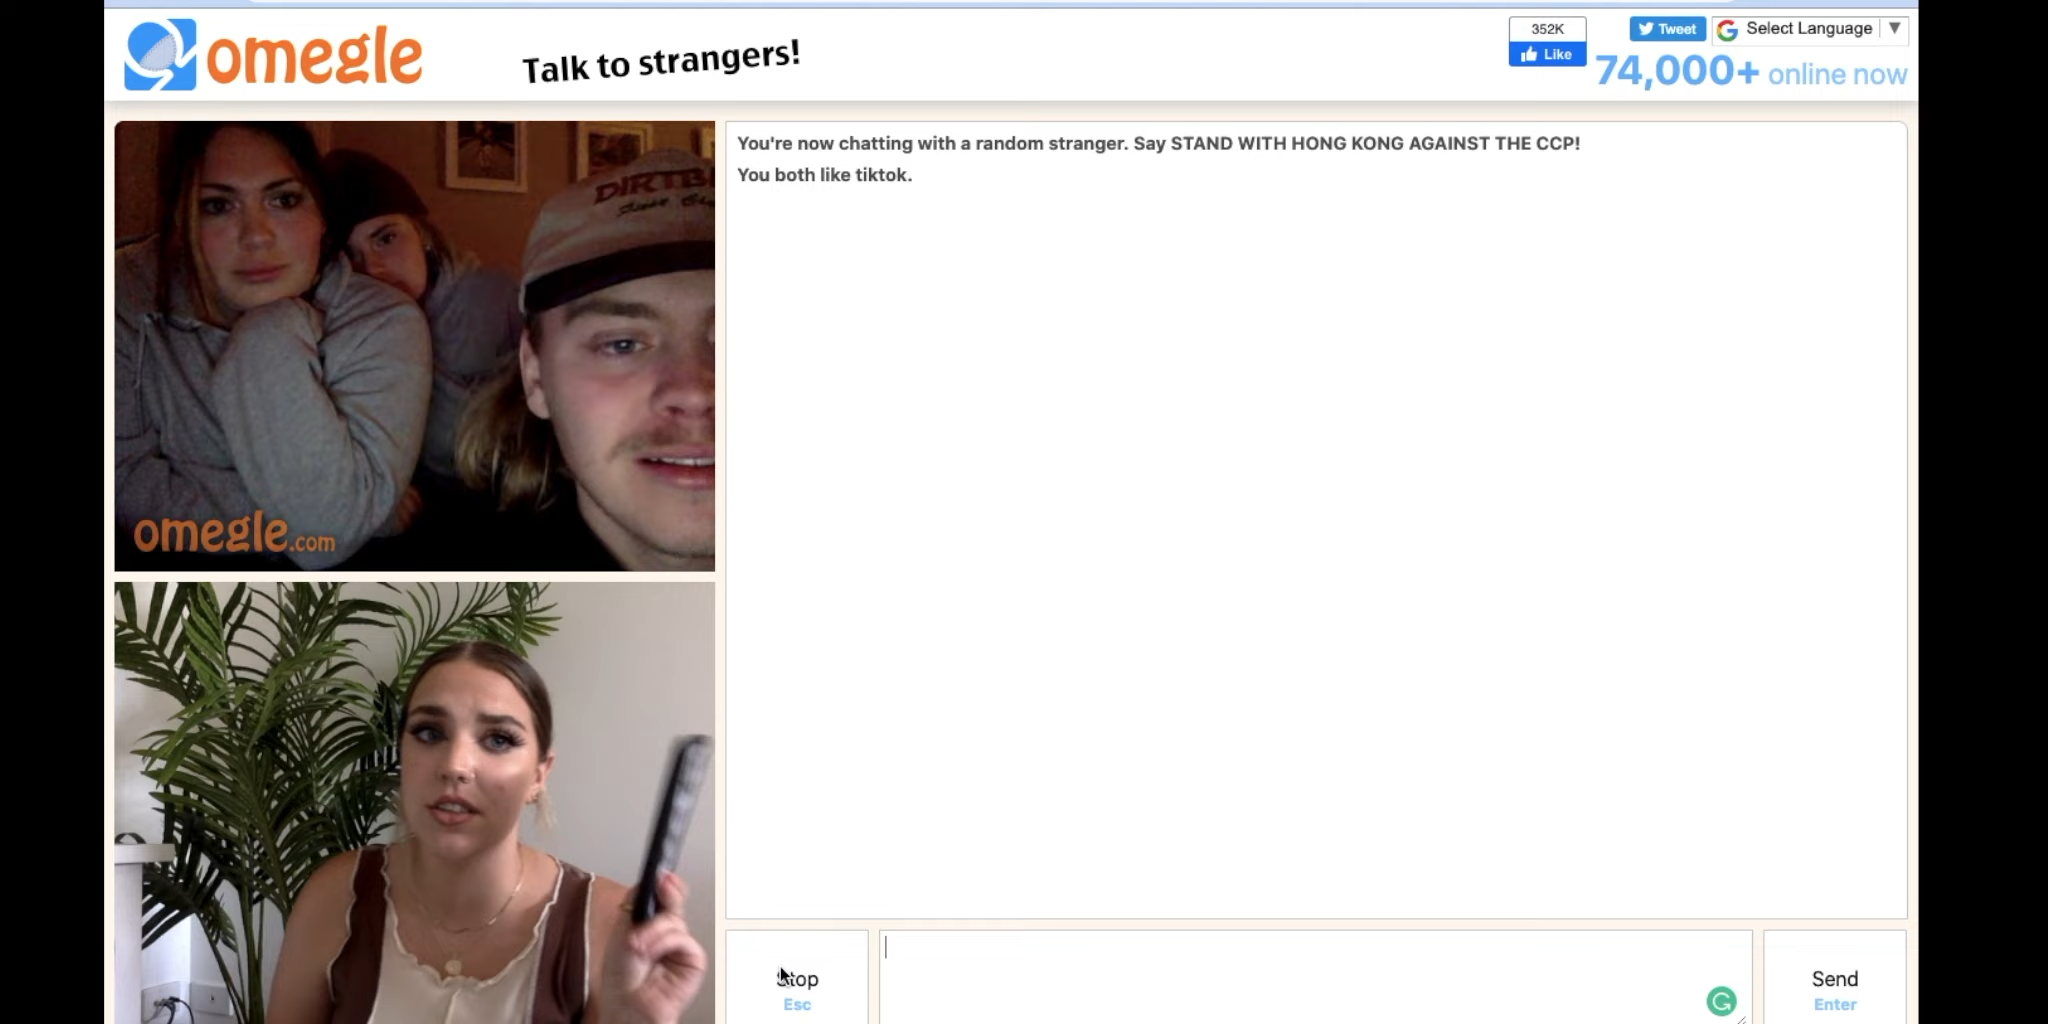 omegle
Talk to strangers!
352K
Like
Tweet
Select Language
74,000+ online now
DIRTB
omegle.com
You're now chatting with a random stranger. Say STAND WITH HONG KONG AGAINST THE CCP!
You both like tiktok.
Stop
Esc
Send
Enter